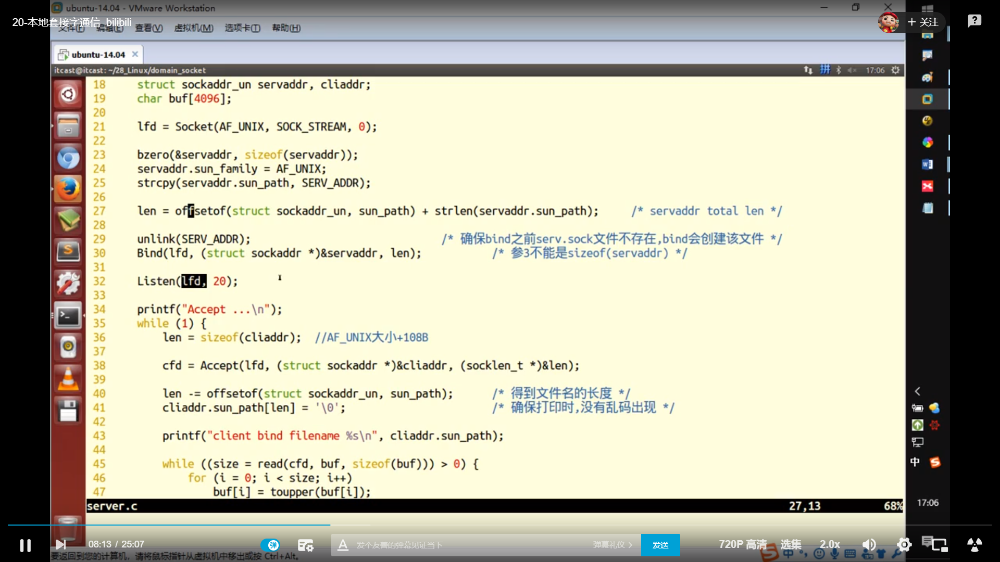 ubuntu-14.04 - VMware Workstation
20-本地套接字通信_bilibili
文件(F) 编辑(E) 查看(V) 虚拟机(M) 选项卡(T) 帮助(H)
+ 关注
ubuntu-14.04
itcast@itcast: ~/28_Linux/domain_socket
拼 17:06
18 struct sockaddr_un servaddr, cliaddr;
19 char buf[4096];
20
21 lfd = Socket(AF_UNIX, SOCK_STREAM, 0);
22
23 bzero(&servaddr, sizeof(servaddr));
24 servaddr.sun_family = AF_UNIX;
25 strcpy(servaddr.sun_path, SERV_ADDR);
26
27 len = offsetof(struct sockaddr_un, sun_path) + strlen(servaddr.sun_path); /* servaddr total len */
28
29 unlink(SERV_ADDR); /* 确保bind之前serv.sock文件不存在,bind会创建该文件 */
30 Bind(lfd, (struct sockaddr *)&servaddr, len); /* 参3不能是sizeof(servaddr) */
31
32 Listen(lfd, 20);
33
34 printf("Accept ...\n");
35 while (1) {
36 len = sizeof(cliaddr); //AF_UNIX大小+108B
37
38 cfd = Accept(lfd, (struct sockaddr *)&cliaddr, (socklen_t *)&len);
39
40 len -= offsetof(struct sockaddr_un, sun_path); /* 得到文件名的长度 */
41 cliaddr.sun_path[len] = '\0'; /* 确保打印时,没有乱码出现 */
42
43 printf("client bind filename %s\n", cliaddr.sun_path);
44
45 while ((size = read(cfd, buf, sizeof(buf))) > 0) {
46 for (i = 0; i < size; i++)
47 buf[i] = toupper(buf[i]);
server.c 27,13 68%
中
17:06
08:13 / 25:07
弹
发个友善的弹幕见证当下
弹幕礼仪 >
发送
720P 高清
选集
2.0x
要返回到您的计算机，请将鼠标指针从虚拟机中移出或按 Ctrl+Alt。
中